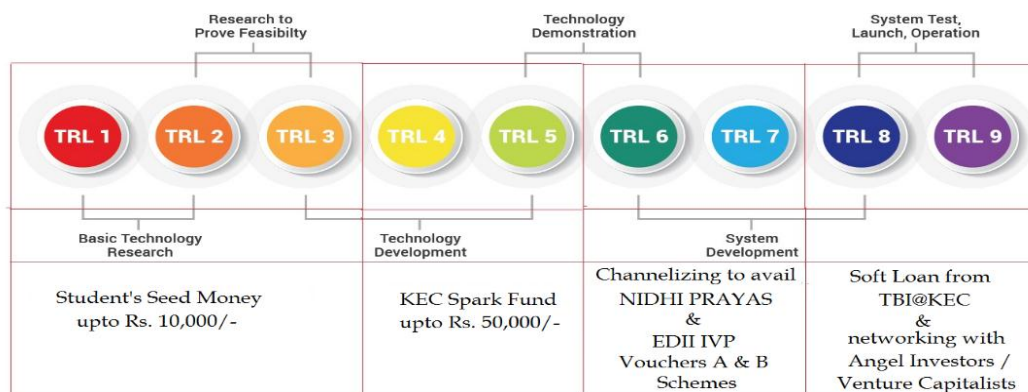 Research to
Prove Feasibilty
Technology
Demonstration
System Test,
Launch, Operation
TRL 1
TRL 2
TRL 3
TRL 4
TRL 5
TRL 6
TRL 7
TRL 8
TRL 9
Basic Technology
Research
Technology
Development
System
Development
Student's Seed Money
upto Rs. 10,000/-
KEC Spark Fund
upto Rs. 50,000/-
Channelizing to avail
NIDHI PRAYAS
&
EDII IVP
Vouchers A & B
Schemes
Soft Loan from
TBI@KEC
&
networking with
Angel Investors /
Venture Capitalists